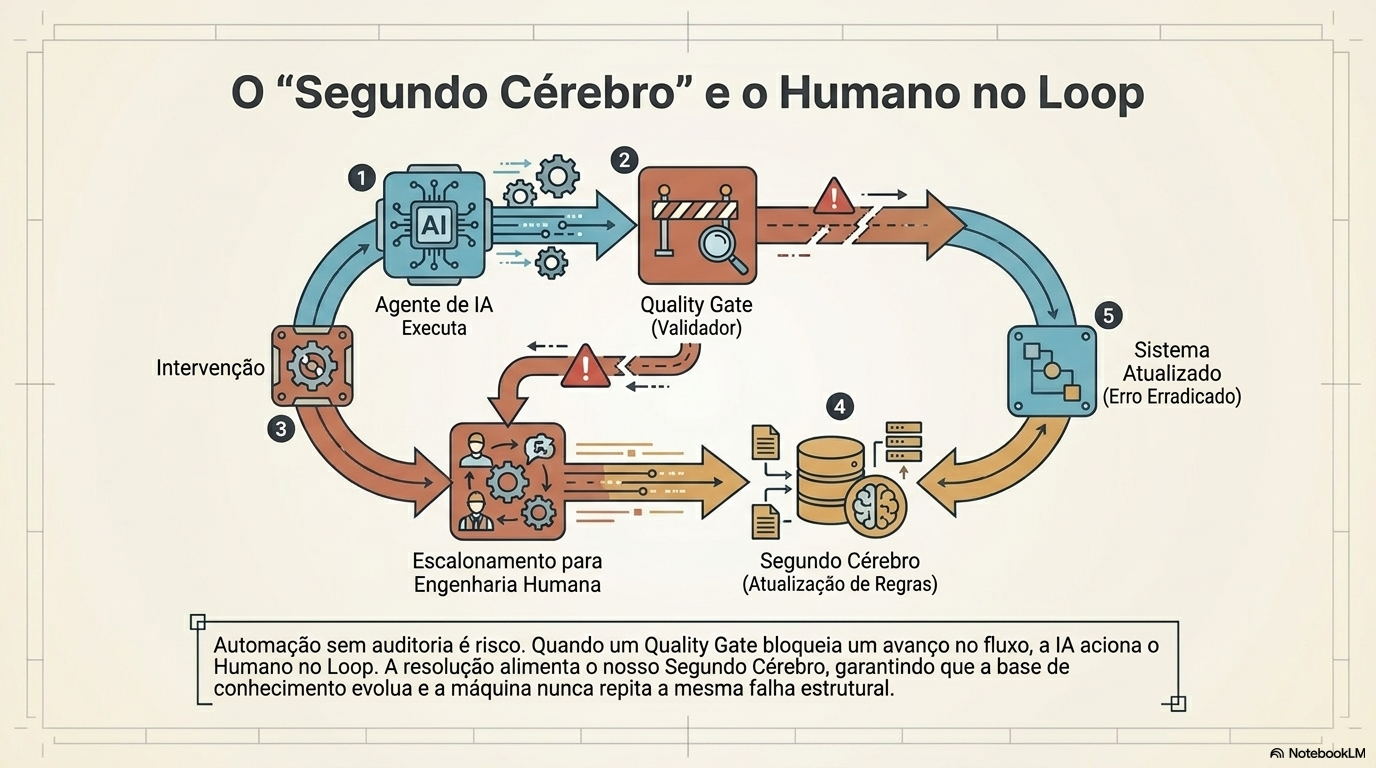 O “Segundo Cérebro” e o Humano no Loop
1
AI
Agente de IA
Executa
2
Quality Gate
(Validador)
Intervenção
3
Escalonamento para
Engenharia Humana
4
Segundo Cérebro
(Atualização de Regras)
5
Sistema
Atualizado
(Erro Erradicado)
Automação sem auditoria é risco. Quando um Quality Gate bloqueia um avanço no fluxo, a IA aciona o
Humano no Loop. A resolução alimenta o nosso Segundo Cérebro, garantindo que a base de
conhecimento evolua e a máquina nunca repita a mesma falha estrutural.
NotebookLM